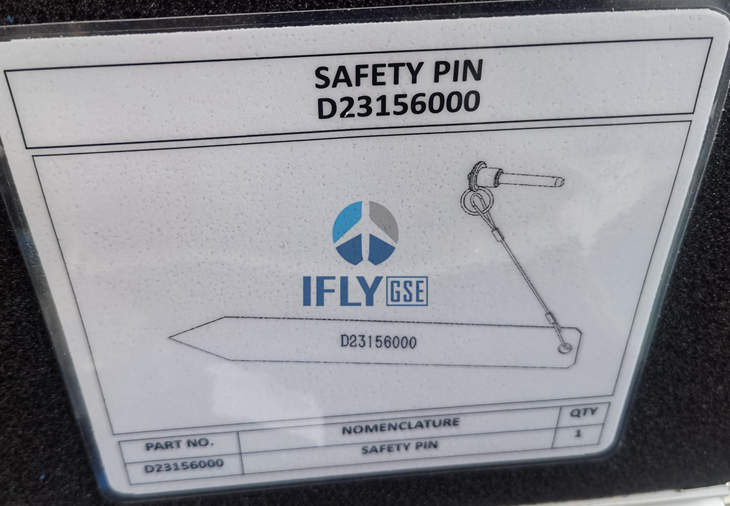 SAFETY PIN
D23156000
IFLY GSE
D23156000
PART NO. NOMENCLATURE QTY
D23156000 SAFETY PIN 1